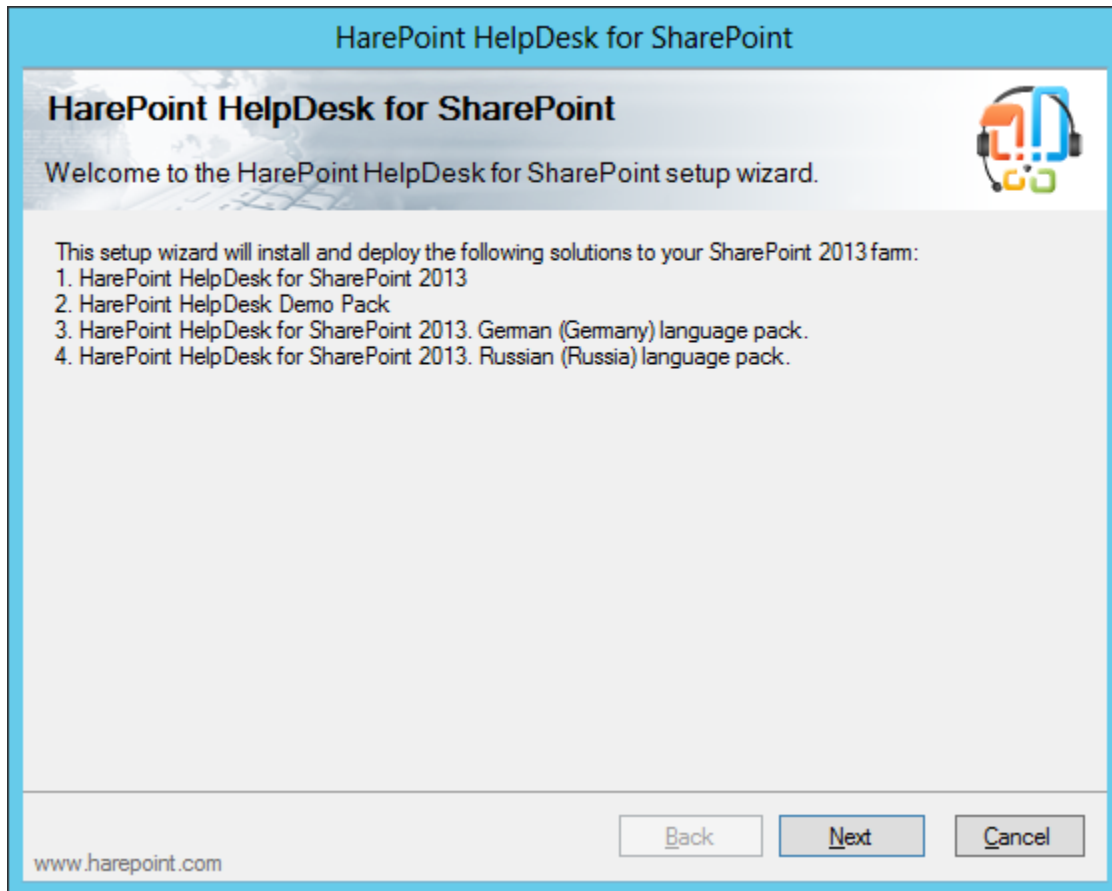 HarePoint HelpDesk for SharePoint
HarePoint HelpDesk for SharePoint
Welcome to the HarePoint HelpDesk for SharePoint setup wizard.
This setup wizard will install and deploy the following solutions to your SharePoint 2013 farm:
1. HarePoint HelpDesk for SharePoint 2013
2. HarePoint HelpDesk Demo Pack
3. HarePoint HelpDesk for SharePoint 2013. German (Germany) language pack.
4. HarePoint HelpDesk for SharePoint 2013. Russian (Russia) language pack.
Back Next Cancel
www.harepoint.com